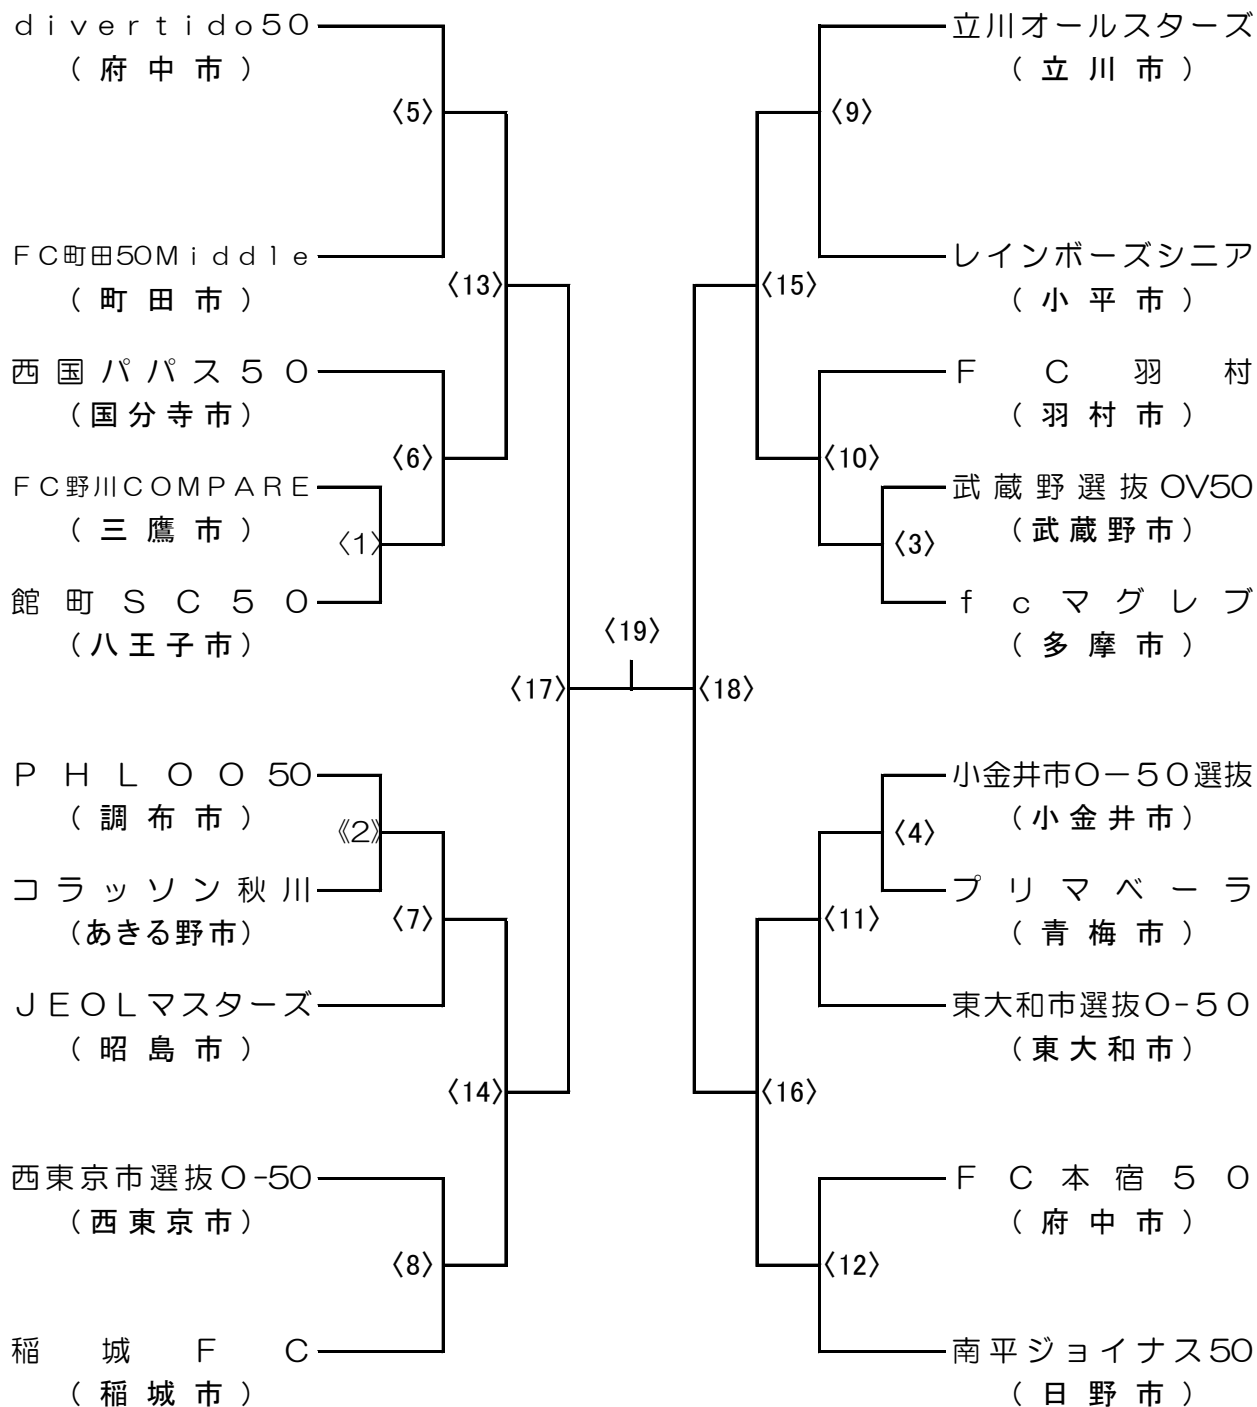 divertido50
(府中市)
〈5〉
FC町田50Middle
(町田市)
〈13〉
西国パパス50
(国分寺市)
〈6〉
FC野川COMPARE
(三鷹市)
〈1〉
館町SC50
(八王子市)
〈17〉
〈19〉
PHLOO50
(調布市)
《2》
コラッソン秋川
(あきる野市)
〈7〉
JEOLマスターズ
(昭島市)
〈14〉
西東京市選抜O-50
(西東京市)
〈8〉
稲城FC
(稲城市)
立川オールスターズ
(立川市)
〈9〉
レインボーズシニア
(小平市)
〈15〉
FC羽村
(羽村市)
〈10〉
武蔵野選抜OV50
(武蔵野市)
〈3〉
fcマグレブ
(多摩市)
〈18〉
小金井市O−50選抜
(小金井市)
〈4〉
プリマベーラ
(青梅市)
〈11〉
東大和市選抜O-50
(東大和市)
〈16〉
FC本宿50
(府中市)
〈12〉
南平ジョイナス50
(日野市)